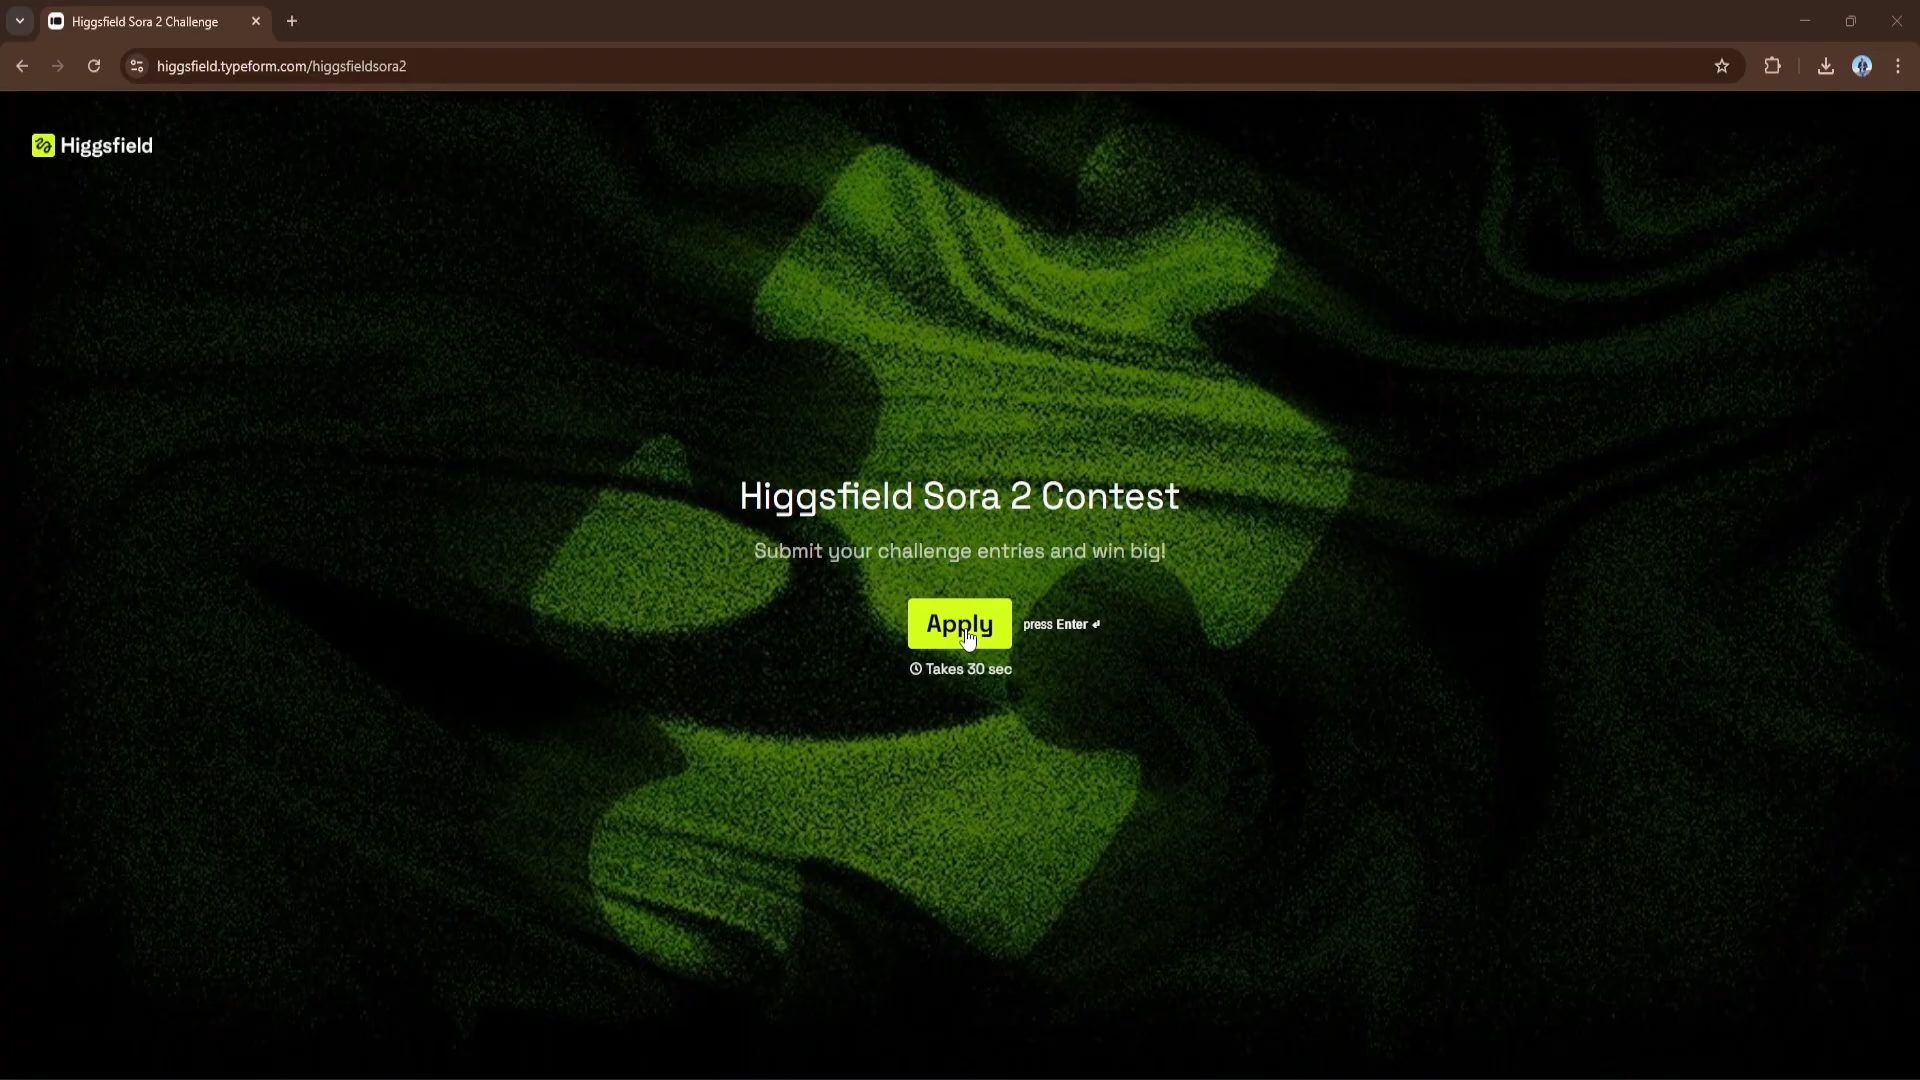 Higgsfield Sora 2 Challenge
higgsfield.typeform.com/higgsfieldsora2
Higgsfield
Higgsfield Sora 2 Contest
Submit your challenge entries and win big!
Apply
press Enter ↵
Takes 30 sec